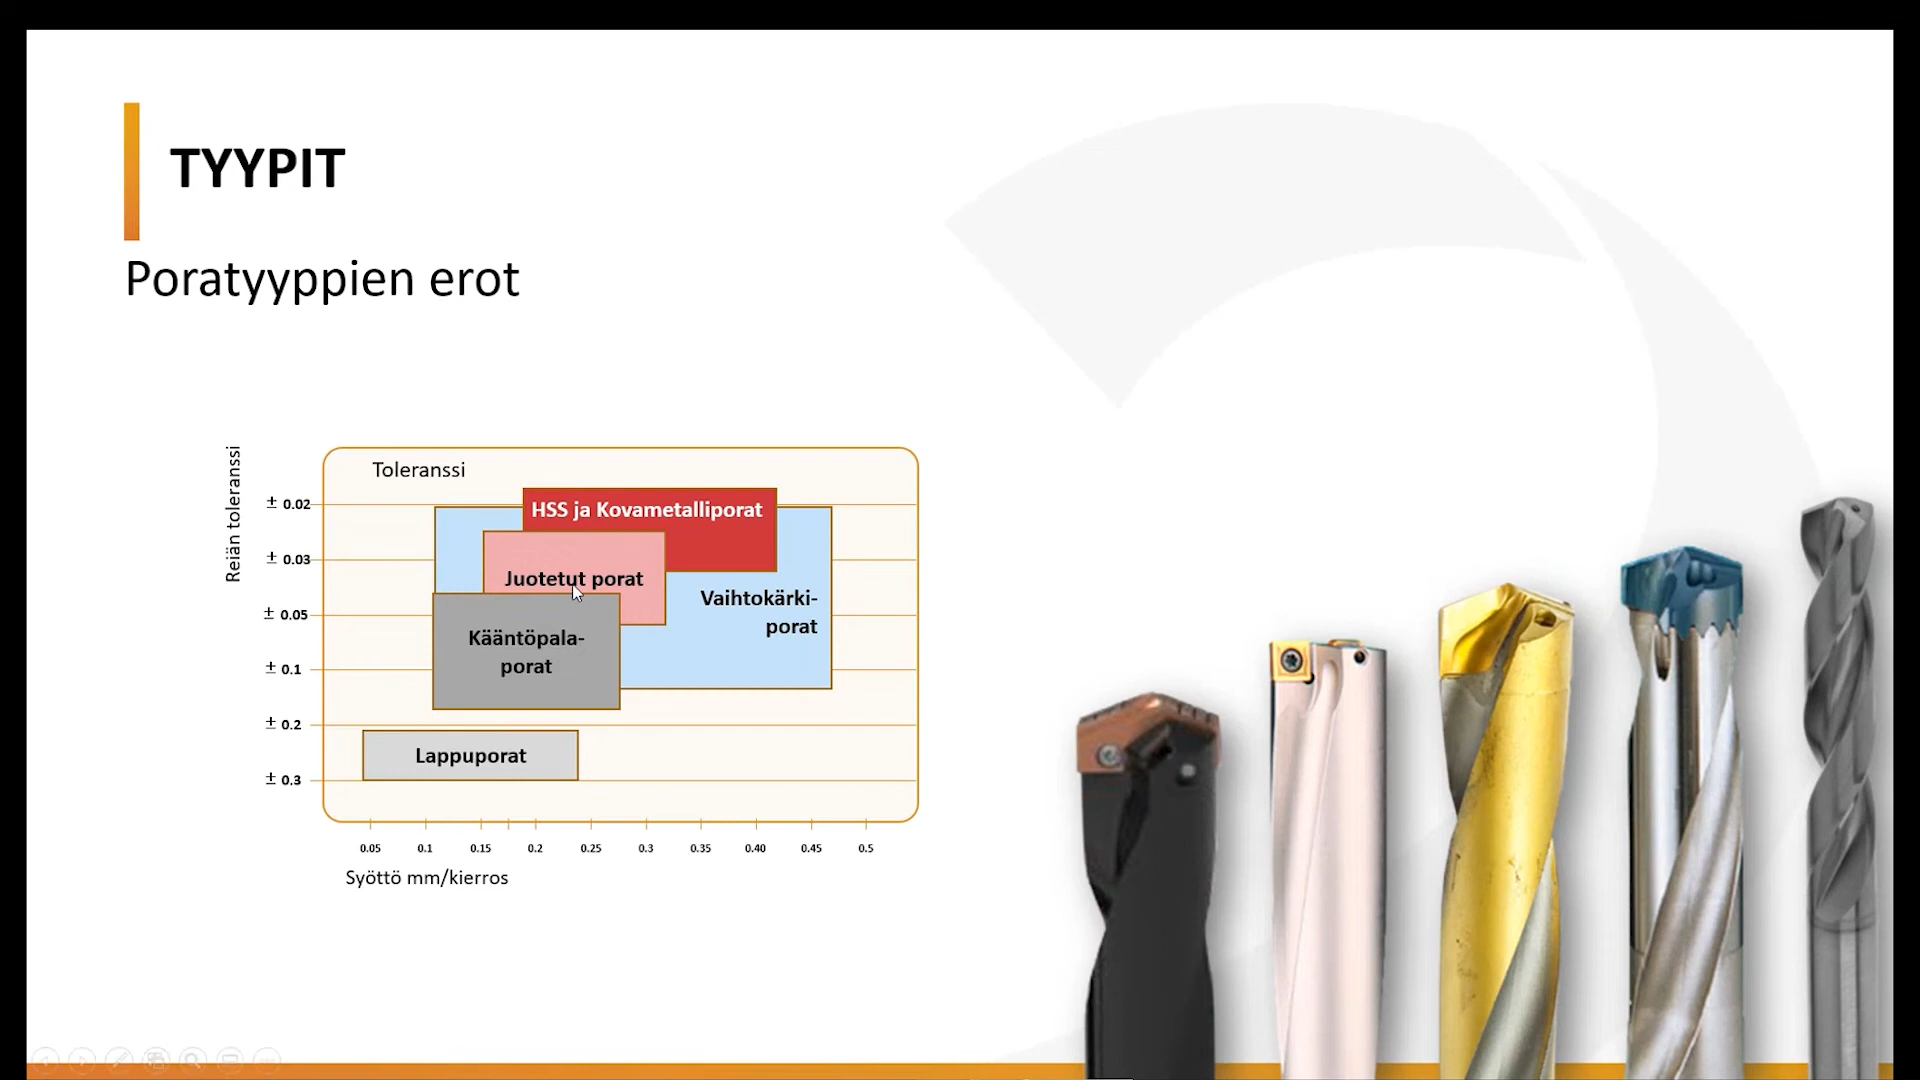 TYYPIT
Poratyyppien erot
Reiän toleranssi
Toleranssi
± 0.02
± 0.03
± 0.05
± 0.1
± 0.2
± 0.3
HSS ja Kovametalliporat
Juotetut porat
Vaihtokärki-
porat
Kääntöpala-
porat
Lappuporat
0.05 0.1 0.15 0.2 0.25 0.3 0.35 0.40 0.45 0.5
Syöttö mm/kierros